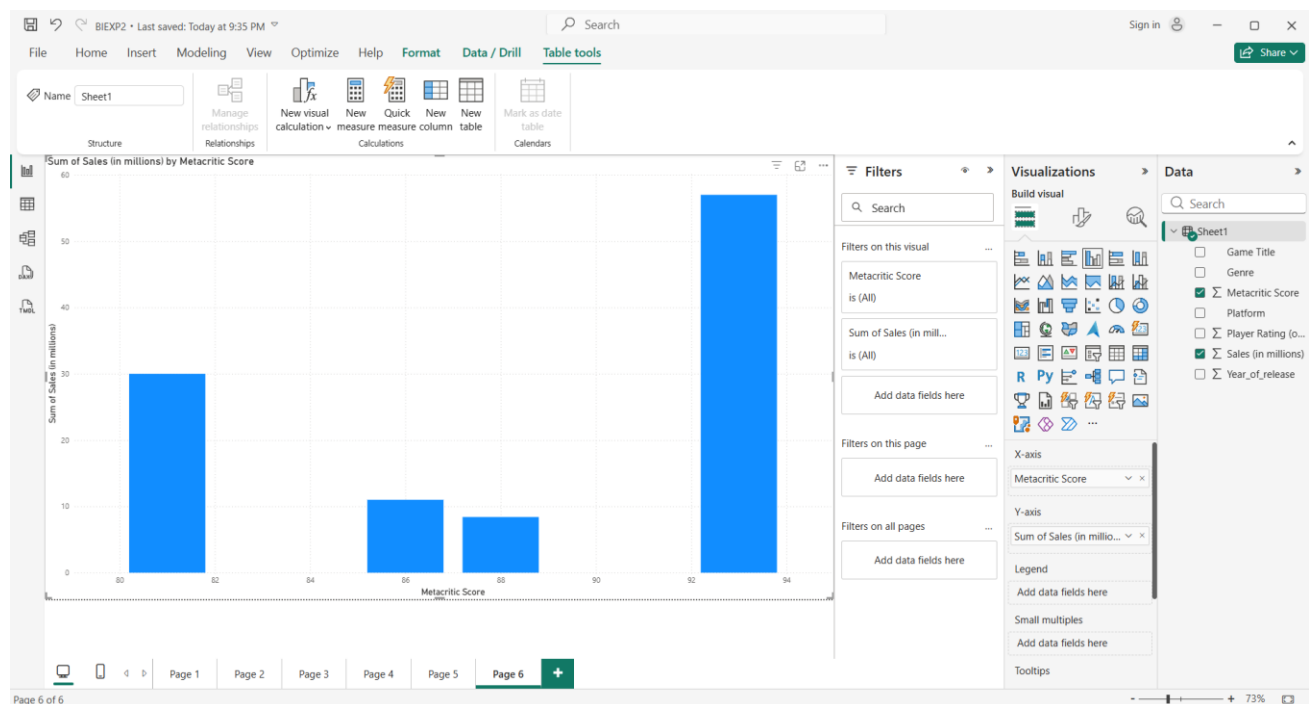 BIEXP2 • Last saved: Today at 9:35 PM
Search
Sign in
File Home Insert Modeling View Optimize Help Format Data / Drill Table tools
Share
Name Sheet1
Manage relationships
New visual calculation
New measure
Quick measure
New column
New table
Mark as date table
Structure
Relationships
Calculations
Calendars
Sum of Sales (in millions) by Metacritic Score
60
50
40
30
20
10
0
Sum of Sales (in millions)
80 82 84 86 88 90 92 94
Metacritic Score
Filters
Search
Filters on this visual ...
Metacritic Score
is (All)
Sum of Sales (in mill...
is (All)
Add data fields here
Filters on this page ...
Add data fields here
Filters on all pages ...
Add data fields here
Visualizations
Build visual
123
R Py
...
X-axis
Metacritic Score
Y-axis
Sum of Sales (in millio...
Legend
Add data fields here
Small multiples
Add data fields here
Tooltips
Data
Search
Sheet1
Game Title
Genre
Σ Metacritic Score
Platform
Σ Player Rating (o...
Σ Sales (in millions)
Σ Year_of_release
DAX
TMDL
Page 1 Page 2 Page 3 Page 4 Page 5 Page 6 +
Page 6 of 6
- + 73%